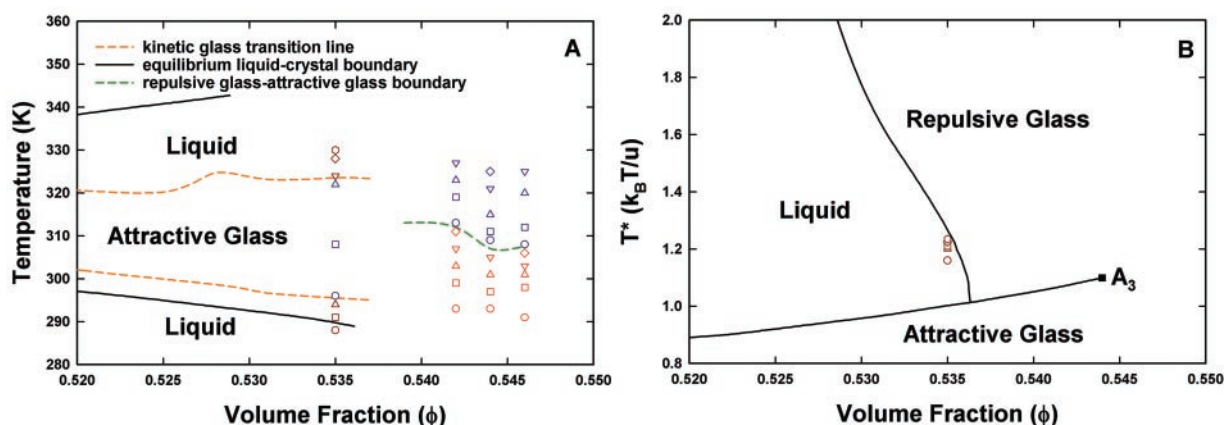 A
kinetic glass transition line
equilibrium liquid-crystal boundary
repulsive glass-attractive glass boundary
Liquid
Attractive Glass
Liquid
Temperature (K)
360
350
340
330
320
310
300
290
280
0.520 0.525 0.530 0.535 0.540 0.545 0.550
Volume Fraction (ϕ)
B
Repulsive Glass
Liquid
A₃
Attractive Glass
T* (k_BT/u)
2.0
1.8
1.6
1.4
1.2
1.0
0.8
0.520 0.525 0.530 0.535 0.540 0.545 0.550
Volume Fraction (ϕ)